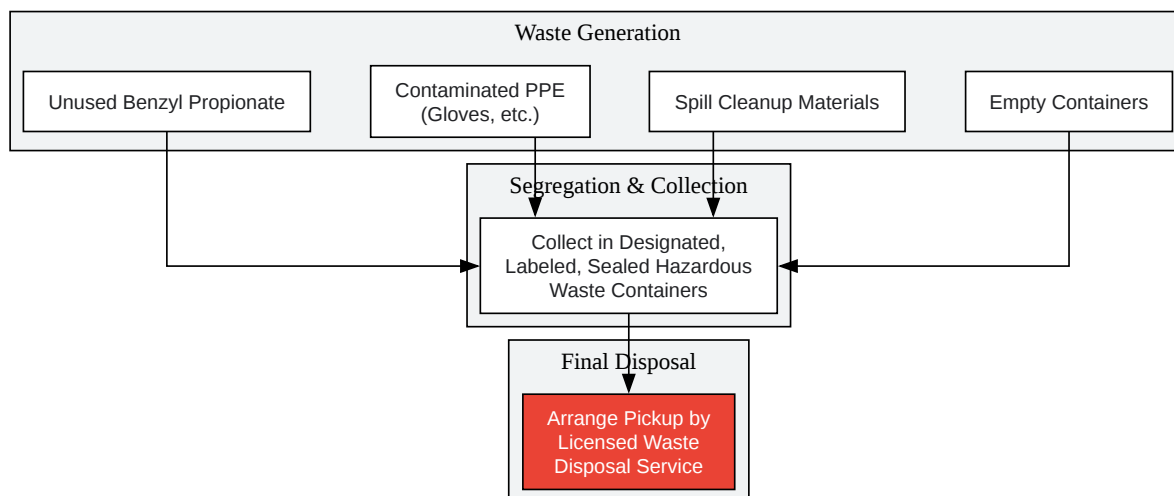 Waste Generation
Unused Benzyl Propionate
Contaminated PPE
(Gloves, etc.)
Spill Cleanup Materials
Empty Containers
Segregation & Collection
Collect in Designated,
Labeled, Sealed Hazardous
Waste Containers
Final Disposal
Arrange Pickup by
Licensed Waste
Disposal Service